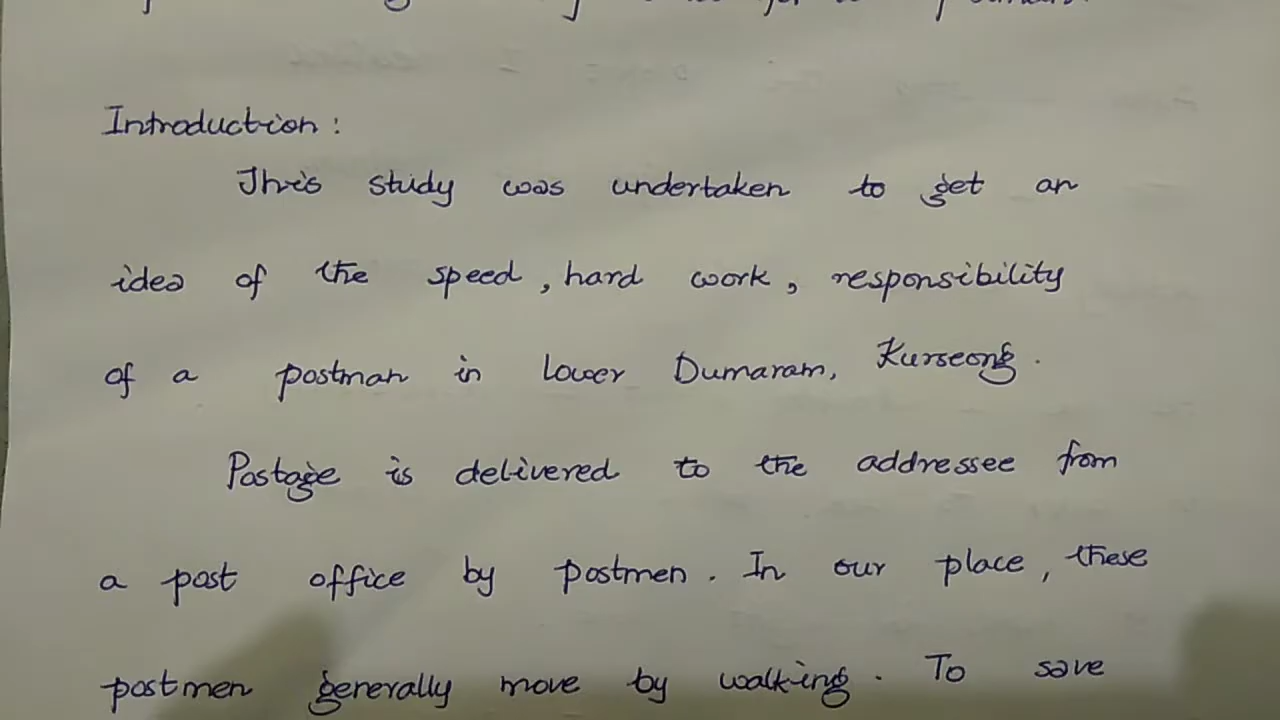 Introduction :
This study was undertaken to get an
idea of the speed , hard work , responsibility
of a postman in lower Dumaram, Kurseong .
Postage is delivered to the addressee from
a post office by postmen . In our place , these
postmen generally move by walking . To save